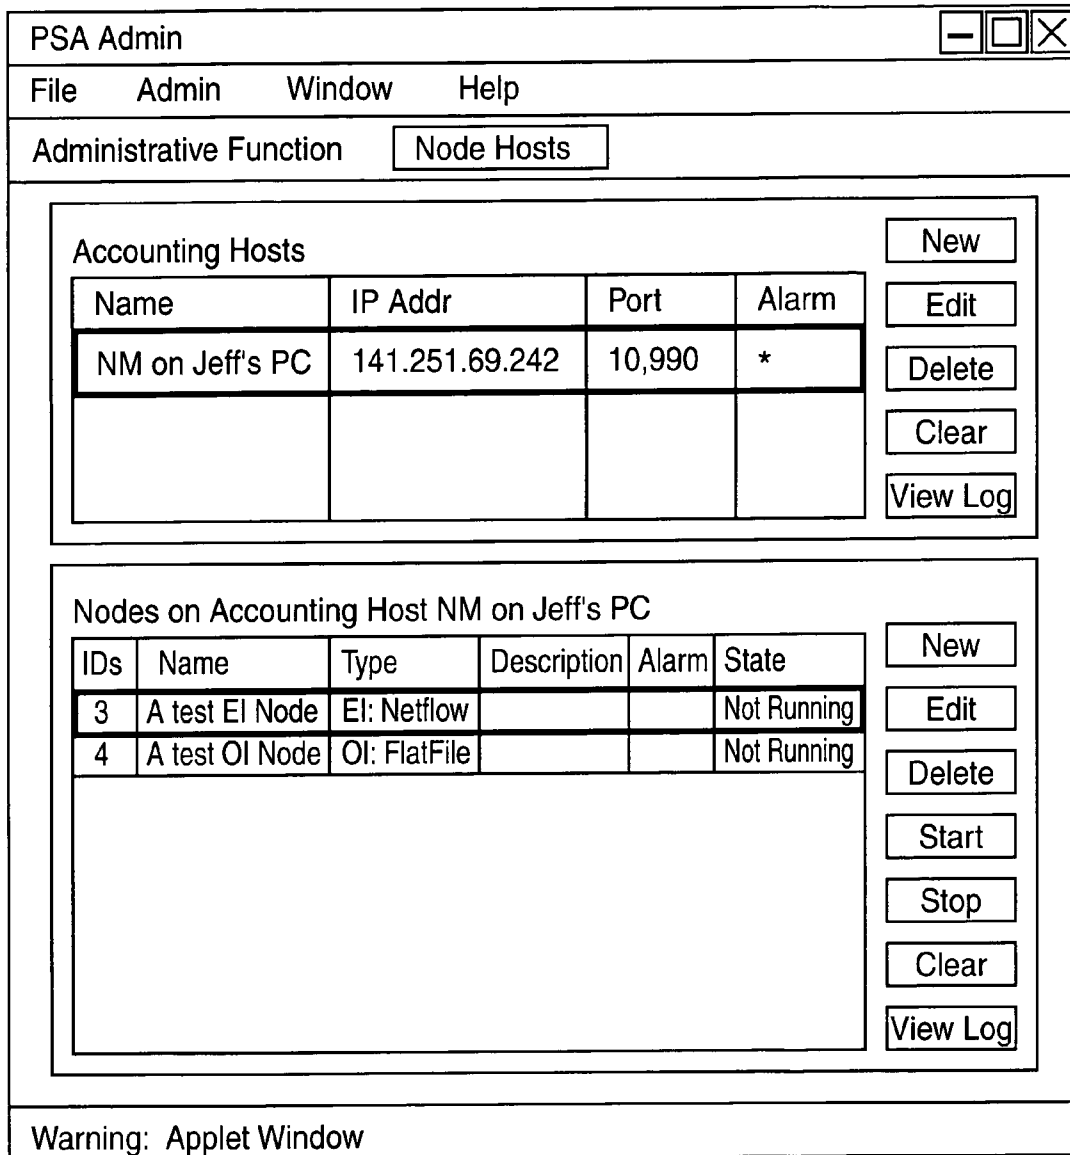 PSA Admin
File Admin Window Help
Administrative Function Node Hosts
Accounting Hosts
Name IP Addr Port Alarm
NM on Jeff's PC 141.251.69.242 10,990 *
New
Edit
Delete
Clear
View Log
Nodes on Accounting Host NM on Jeff's PC
IDs Name Type Description Alarm State
3 A test EI Node EI: Netflow Not Running
4 A test OI Node OI: FlatFile Not Running
New
Edit
Delete
Start
Stop
Clear
View Log
Warning: Applet Window